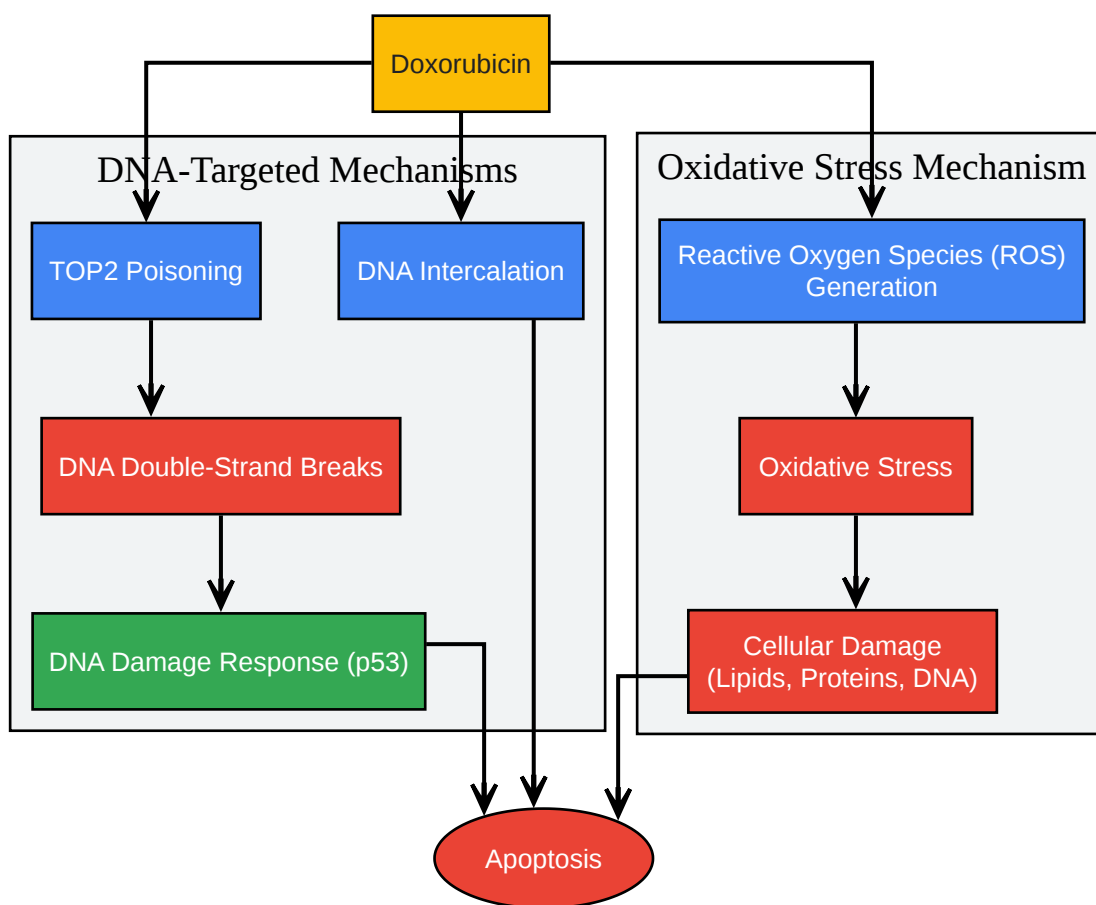 Doxorubicin
DNA-Targeted Mechanisms
Oxidative Stress Mechanism
TOP2 Poisoning
DNA Intercalation
Reactive Oxygen Species (ROS)
Generation
DNA Double-Strand Breaks
Oxidative Stress
DNA Damage Response (p53)
Cellular Damage
(Lipids, Proteins, DNA)
Apoptosis